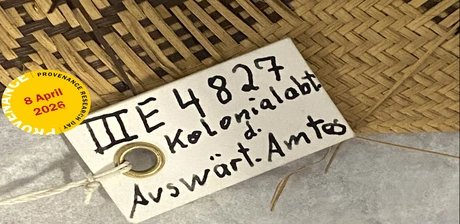 PROVENANCE RESEARCH DAY
8 April
2026
PROVENANCE
III E 4827
Kolonialabt.
d.
Auswärt. Amtes